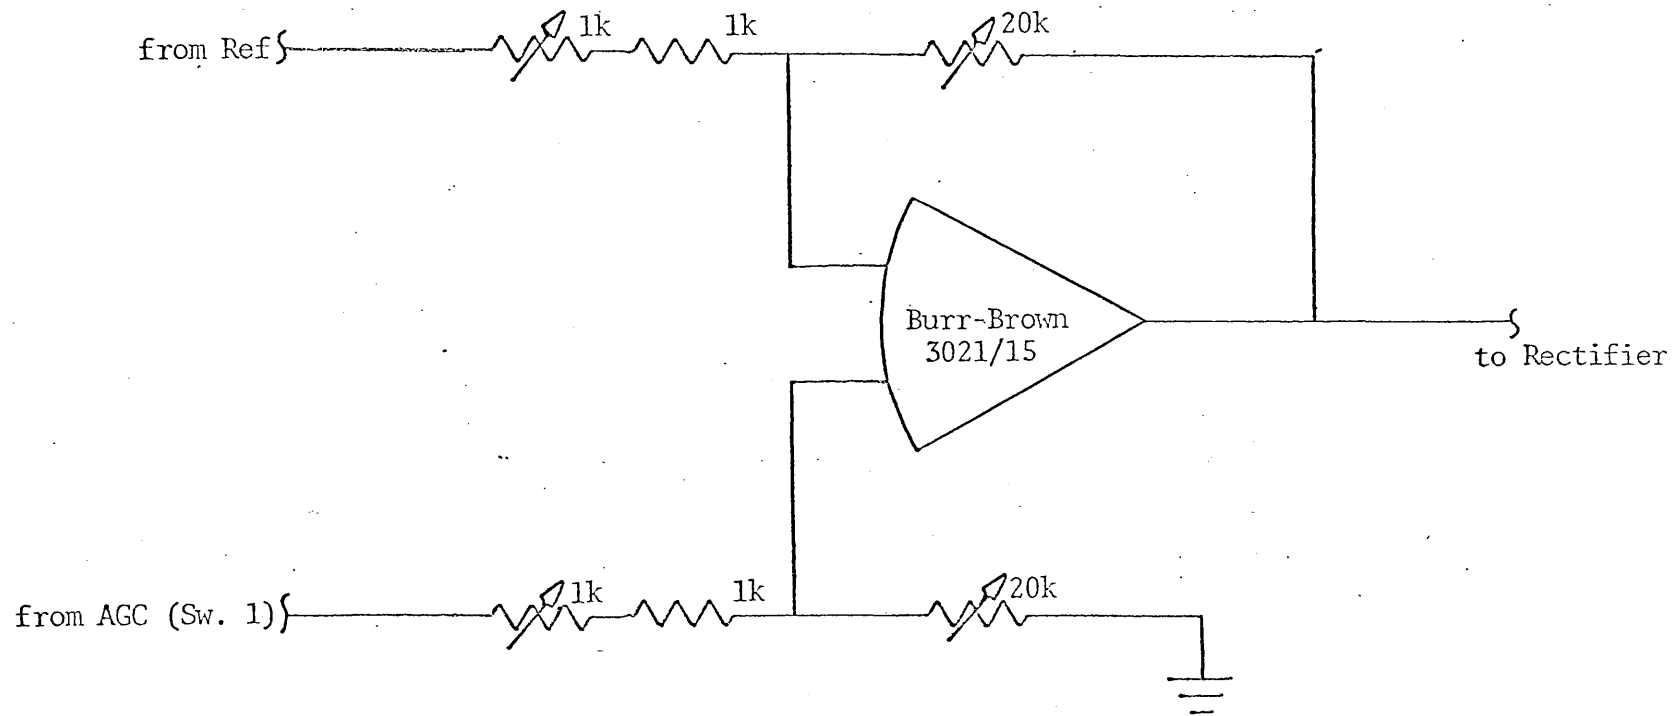 from Ref
1k
1k
20k
Burr-Brown
3021/15
to Rectifier
from AGC (Sw. 1)
1k
1k
20k